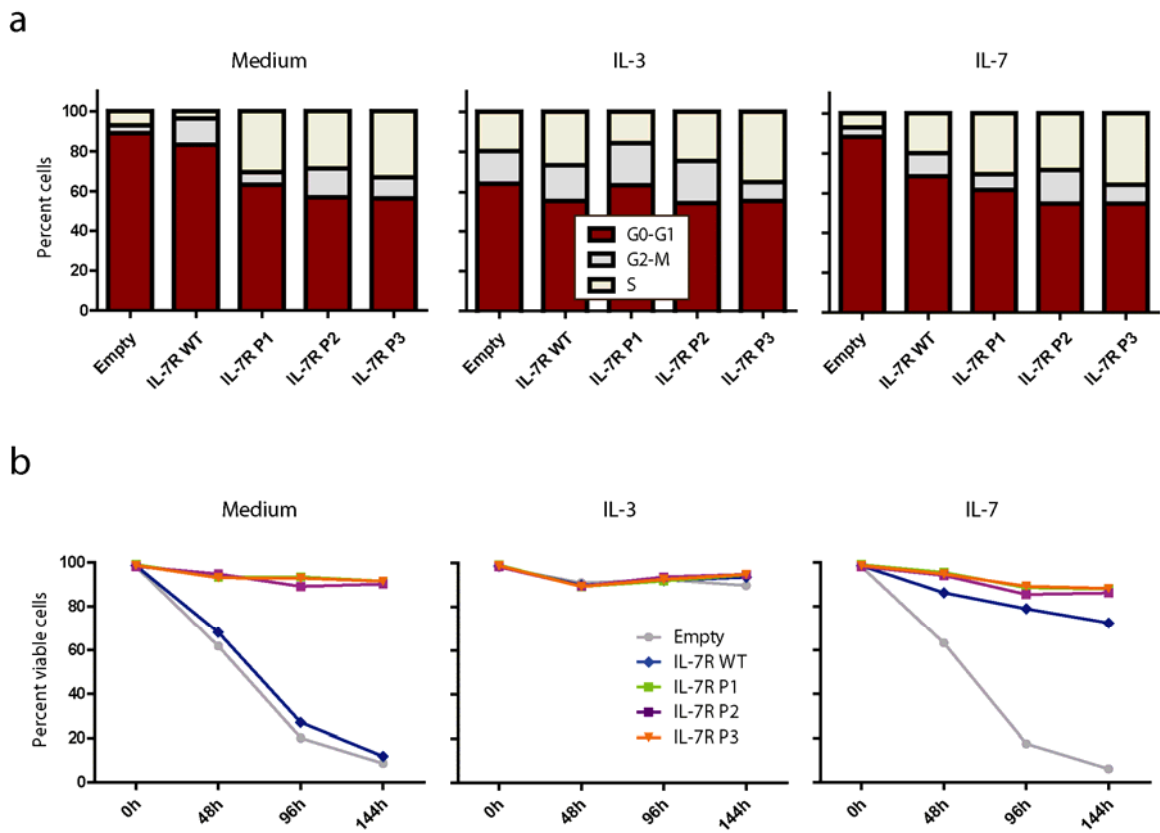 a
Medium
IL-3
IL-7
Percent cells
100
80
60
40
20
0
G0-G1
G2-M
S
Empty
IL-7R WT
IL-7R P1
IL-7R P2
IL-7R P3
Empty
IL-7R WT
IL-7R P1
IL-7R P2
IL-7R P3
Empty
IL-7R WT
IL-7R P1
IL-7R P2
IL-7R P3
b
Medium
IL-3
IL-7
Percent viable cells
100
80
60
40
20
0
Empty
IL-7R WT
IL-7R P1
IL-7R P2
IL-7R P3
0h
48h
96h
144h
0h
48h
96h
144h
0h
48h
96h
144h